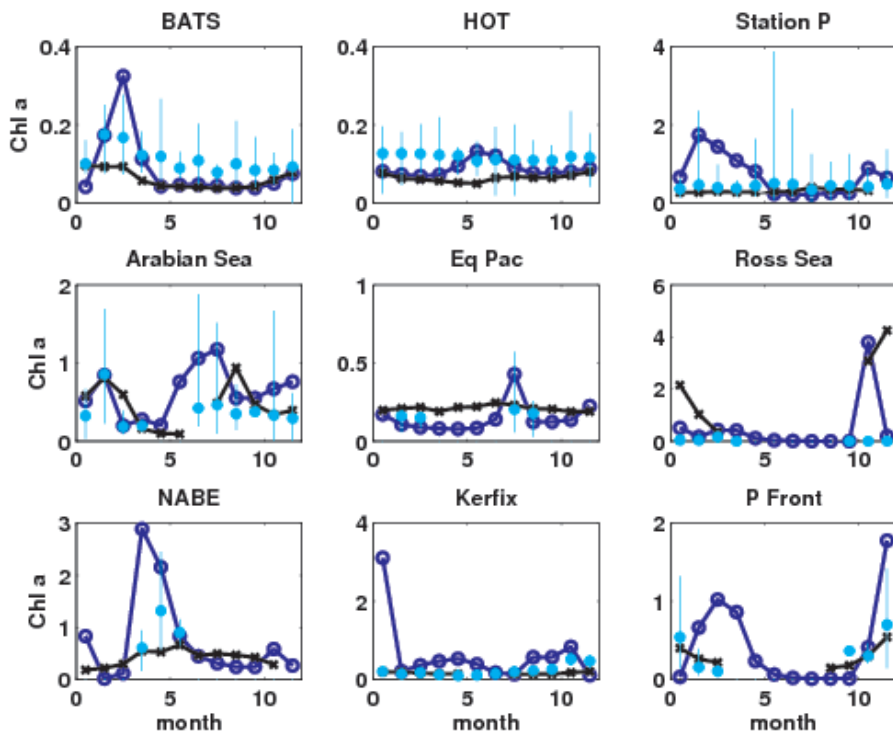 BATS HOT Station P
0.4 0.4 4
Chl a 0.2 0.2 2
0 0 0
0 5 10 0 5 10 0 5 10
Arabian Sea Eq Pac Ross Sea
2 1 6
Chl a 1 0.5 4
2
0 0 0
0 5 10 0 5 10 0 5 10
NABE Kerfix P Front
3 4 2
2
Chl a 2 1
1
0 0 0
0 5 10 0 5 10 0 5 10
month month month